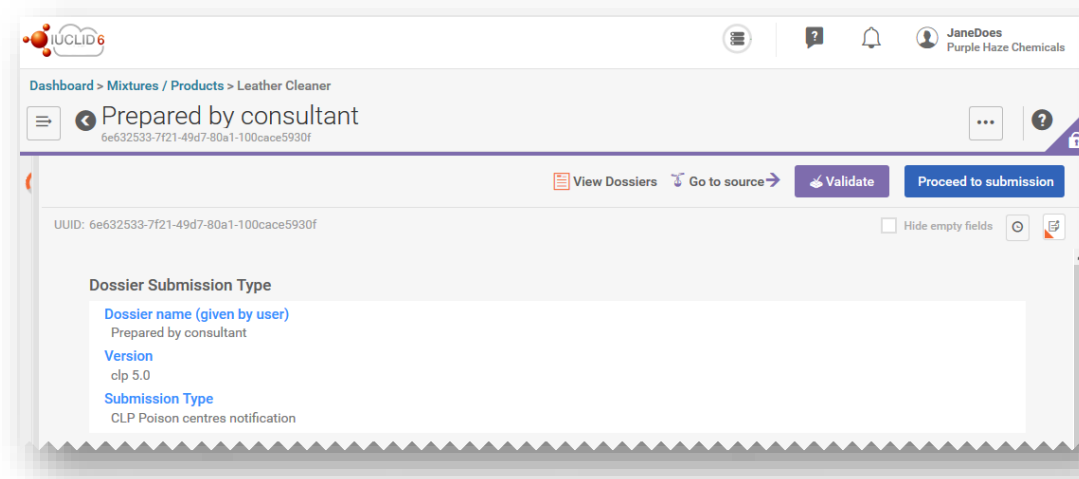 IUCLID 6
JaneDoes
Purple Haze Chemicals
Dashboard > Mixtures / Products > Leather Cleaner
Prepared by consultant
6e632533-7f21-49d7-80a1-100cace5930f
View Dossiers Go to source Validate Proceed to submission
UUID: 6e632533-7f21-49d7-80a1-100cace5930f Hide empty fields
Dossier Submission Type
Dossier name (given by user)
Prepared by consultant
Version
clp 5.0
Submission Type
CLP Poison centres notification